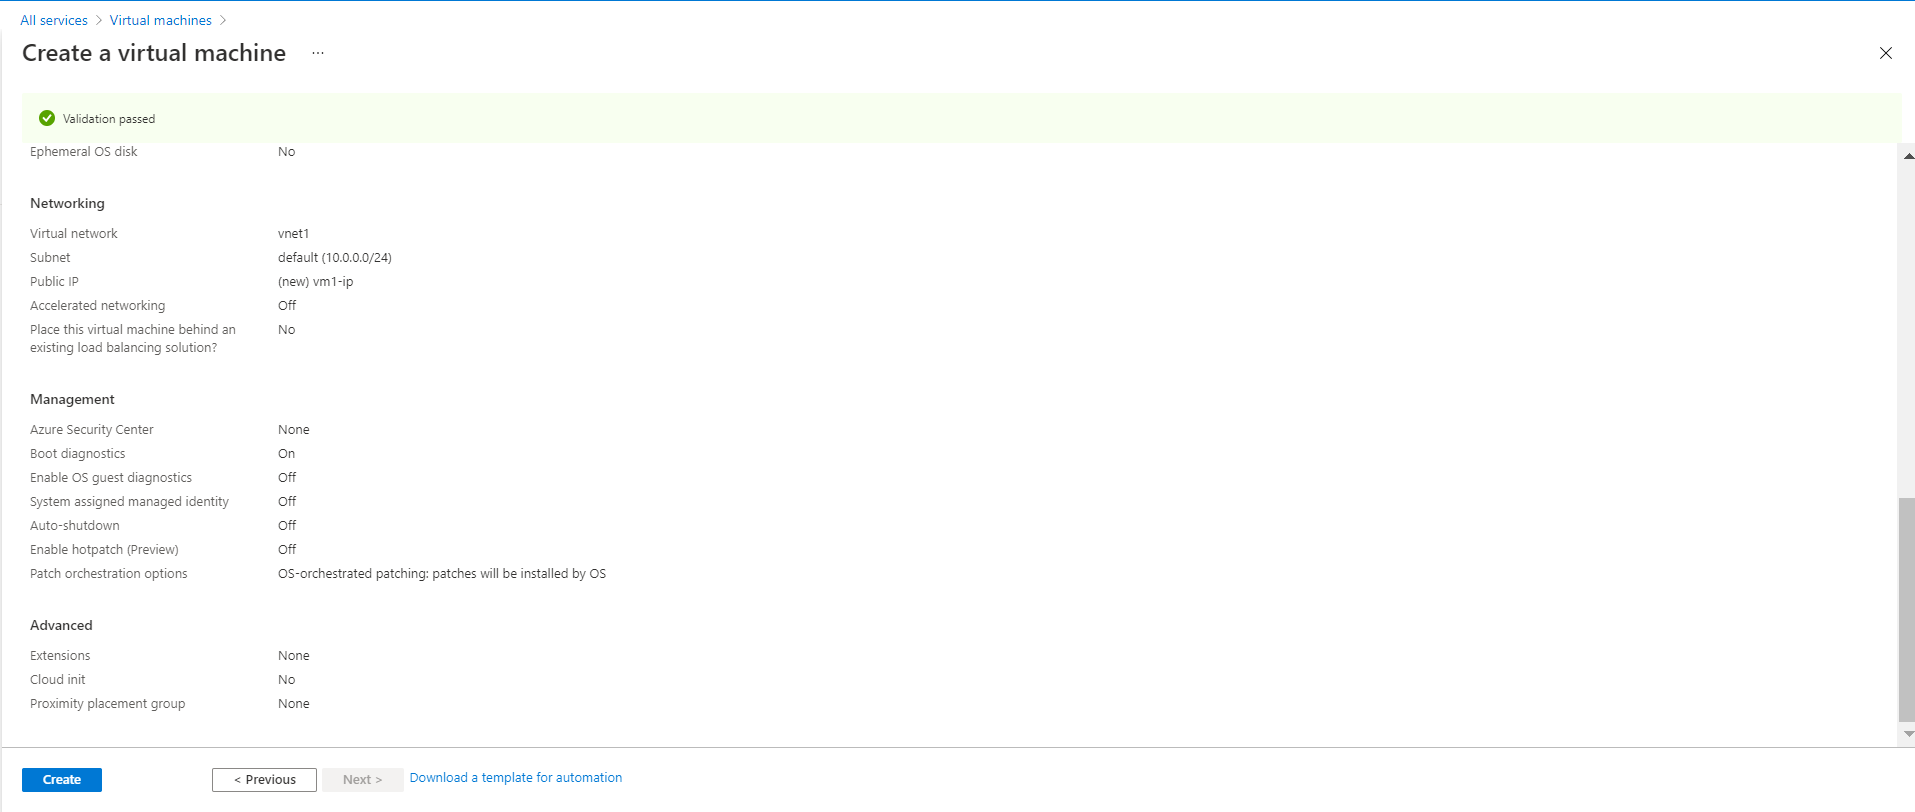 All services > Virtual machines >
Create a virtual machine ...
Validation passed
Ephemeral OS disk No
Networking
Virtual network vnet1
Subnet default (10.0.0.0/24)
Public IP (new) vm1-ip
Accelerated networking Off
Place this virtual machine behind an No
existing load balancing solution?
Management
Azure Security Center None
Boot diagnostics On
Enable OS guest diagnostics Off
System assigned managed identity Off
Auto-shutdown Off
Enable hotpatch (Preview) Off
Patch orchestration options OS-orchestrated patching: patches will be installed by OS
Advanced
Extensions None
Cloud init No
Proximity placement group None
Create < Previous Next > Download a template for automation